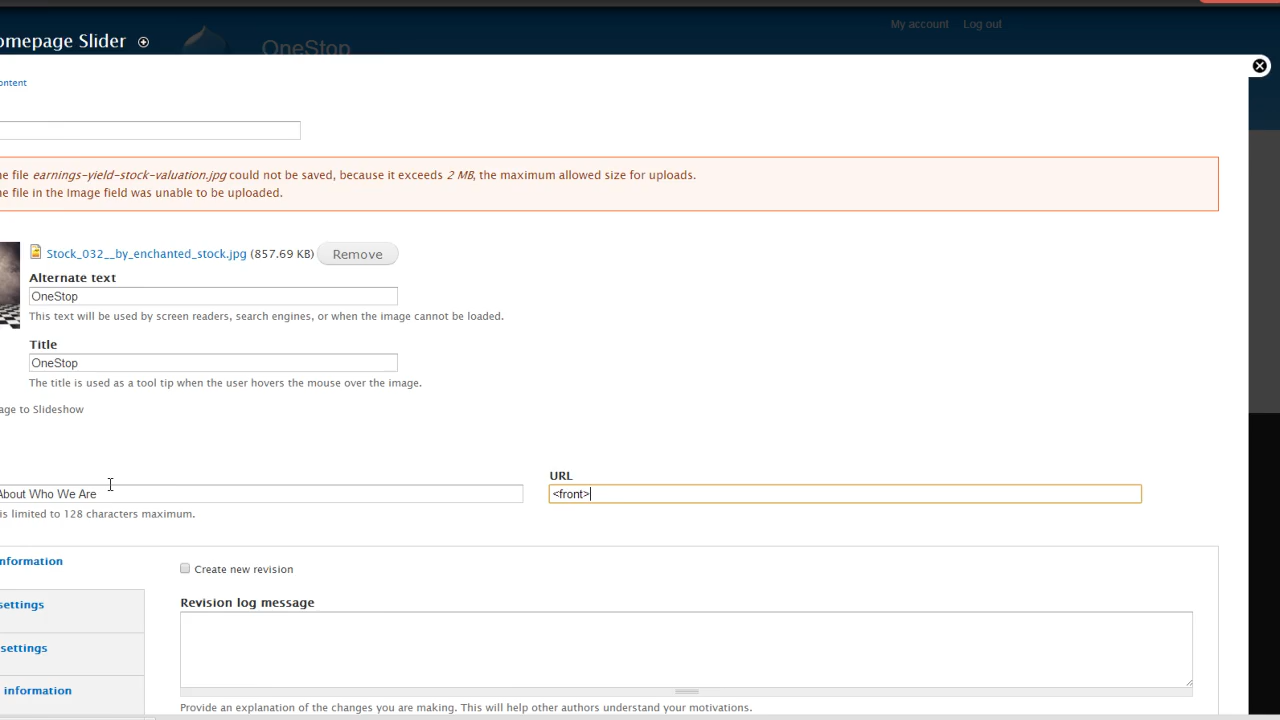 My account Log out
omepage Slider
OneStop
ontent
e file earnings-yield-stock-valuation.jpg could not be saved, because it exceeds 2 MB, the maximum allowed size for uploads.
e file in the Image field was unable to be uploaded.
Stock_032__by_enchanted_stock.jpg (857.69 KB) Remove
Alternate text
OneStop
This text will be used by screen readers, search engines, or when the image cannot be loaded.
Title
OneStop
The title is used as a tool tip when the user hovers the mouse over the image.
age to Slideshow
URL
About Who We Are
<front>
is limited to 128 characters maximum.
nformation
Create new revision
settings
Revision log message
settings
information
Provide an explanation of the changes you are making. This will help other authors understand your motivations.